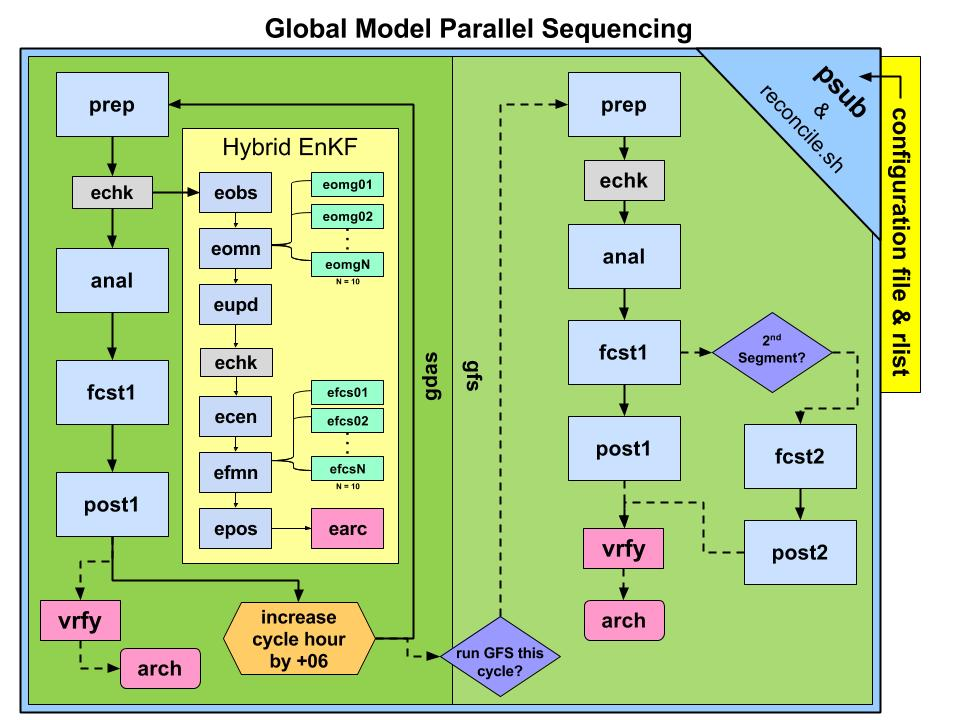 Global Model Parallel Sequencing
prep
echk
anal
fcst1
post1
vrfy
arch
Hybrid EnKF
eobs
eomn
eupd
echk
ecen
efmn
epos
eomg01
eomg02
eomgN
N = 10
efcs01
efcs02
efcsN
N = 10
earc
increase
cycle hour
by +06
gdas
gfs
run GFS this
cycle?
prep
echk
anal
fcst1
post1
vrfy
arch
2nd
Segment?
fcst2
post2
psub
&
reconcile.sh
configuration file & rlist